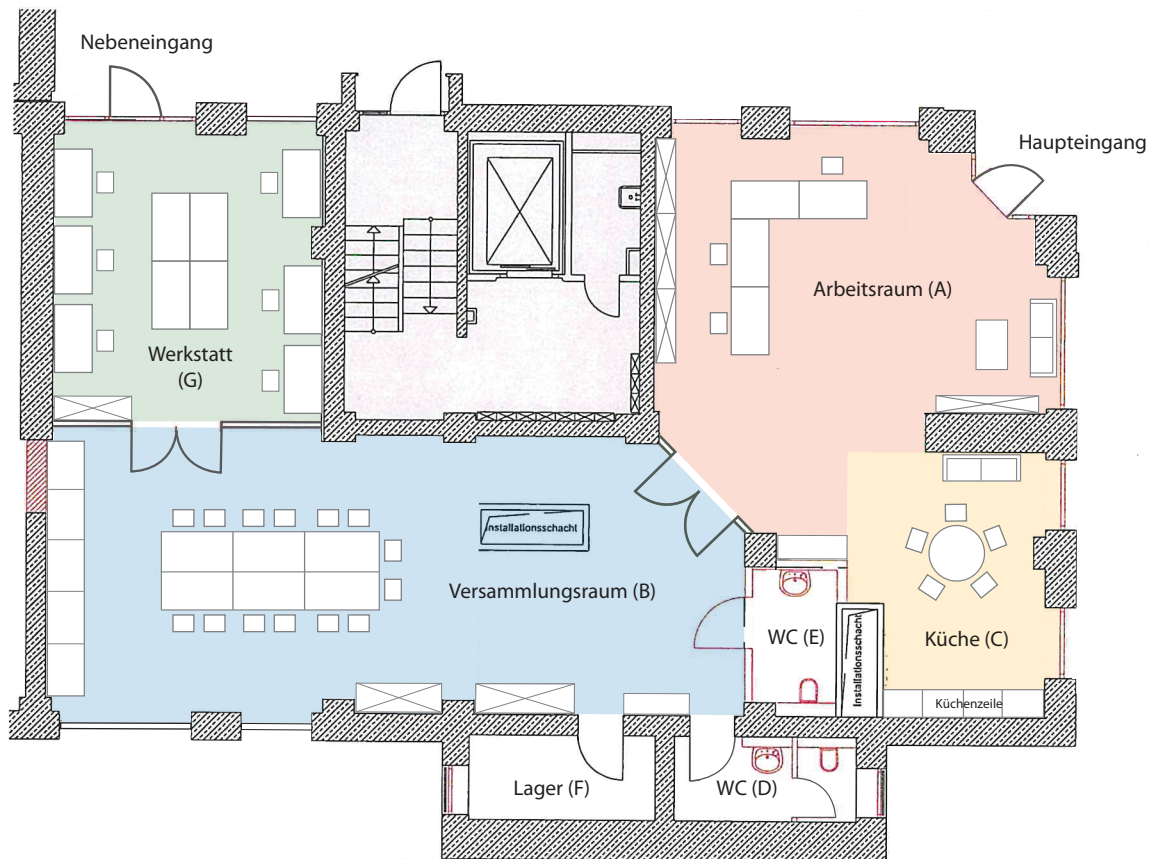 Nebeneingang
Haupteingang
Arbeitsraum (A)
Werkstatt
(G)
Installationsschacht
Versammlungsraum (B)
WC (E)
Installationsschacht
Küche (C)
Küchenzeile
Lager (F)
WC (D)